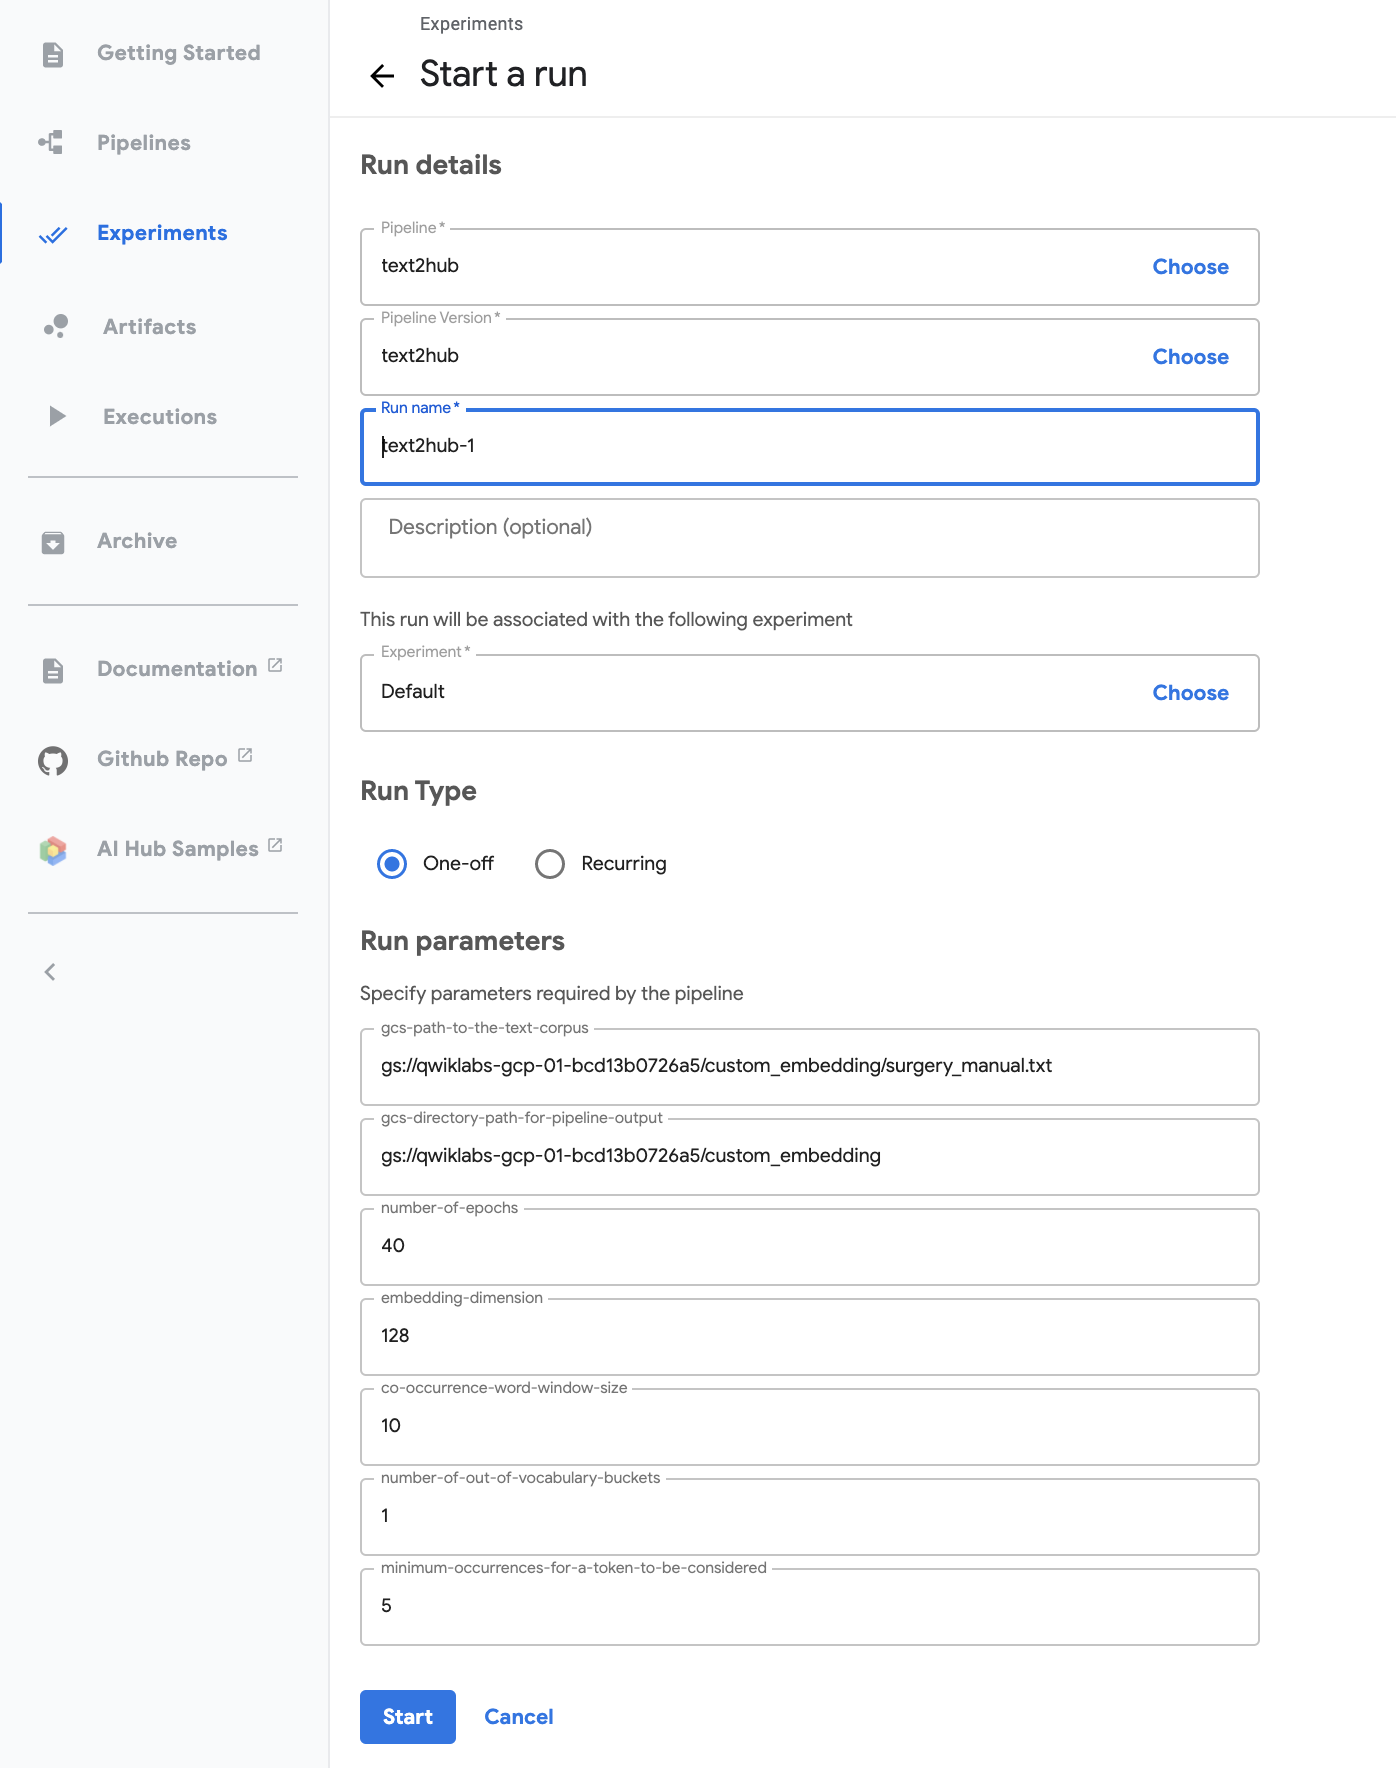 Getting Started
Pipelines
Experiments
Artifacts
Executions
Archive
Documentation
Github Repo
AI Hub Samples
Experiments
Start a run
Run details
Pipeline *
text2hub
Choose
Pipeline Version *
text2hub
Choose
Run name *
text2hub-1
Description (optional)
This run will be associated with the following experiment
Experiment *
Default
Choose
Run Type
One-off
Recurring
Run parameters
Specify parameters required by the pipeline
gcs-path-to-the-text-corpus
gs://qwiklabs-gcp-01-bcd13b0726a5/custom_embedding/surgery_manual.txt
gcs-directory-path-for-pipeline-output
gs://qwiklabs-gcp-01-bcd13b0726a5/custom_embedding
number-of-epochs
40
embedding-dimension
128
co-occurrence-word-window-size
10
number-of-out-of-vocabulary-buckets
1
minimum-occurrences-for-a-token-to-be-considered
5
Start
Cancel